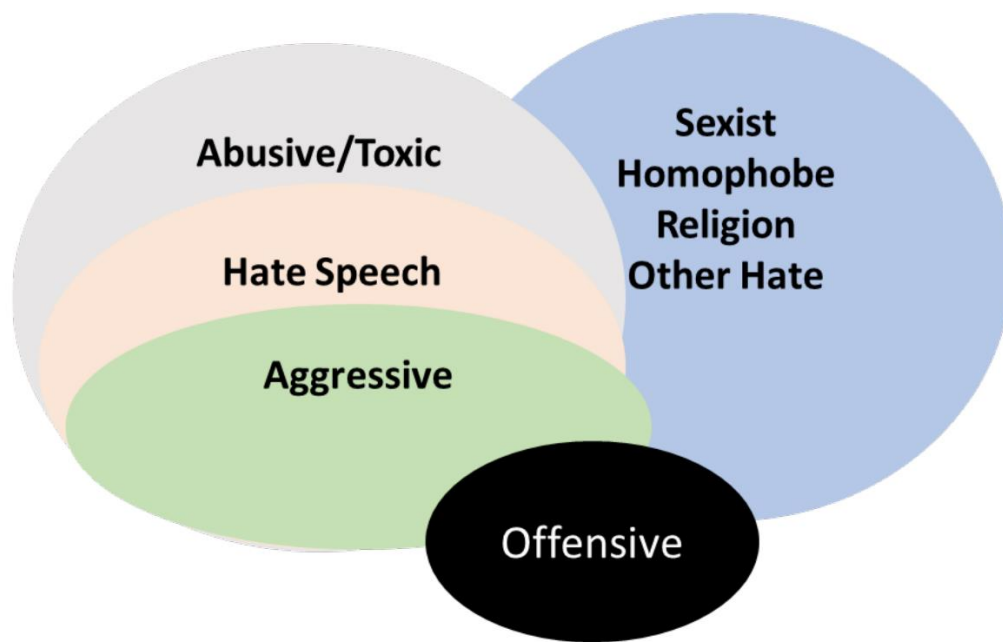 Abusive/Toxic
Hate Speech
Aggressive
Sexist
Homophobe
Religion
Other Hate
Offensive